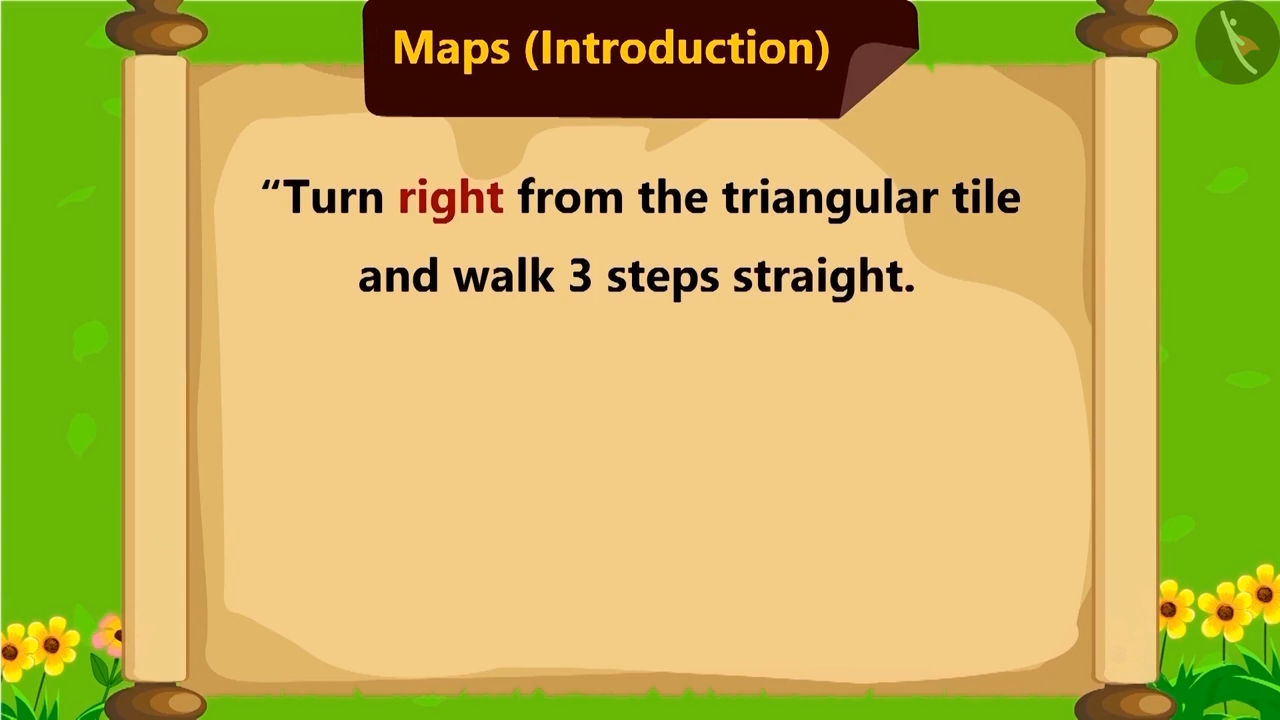 Maps (Introduction)
“Turn right from the triangular tile
and walk 3 steps straight.